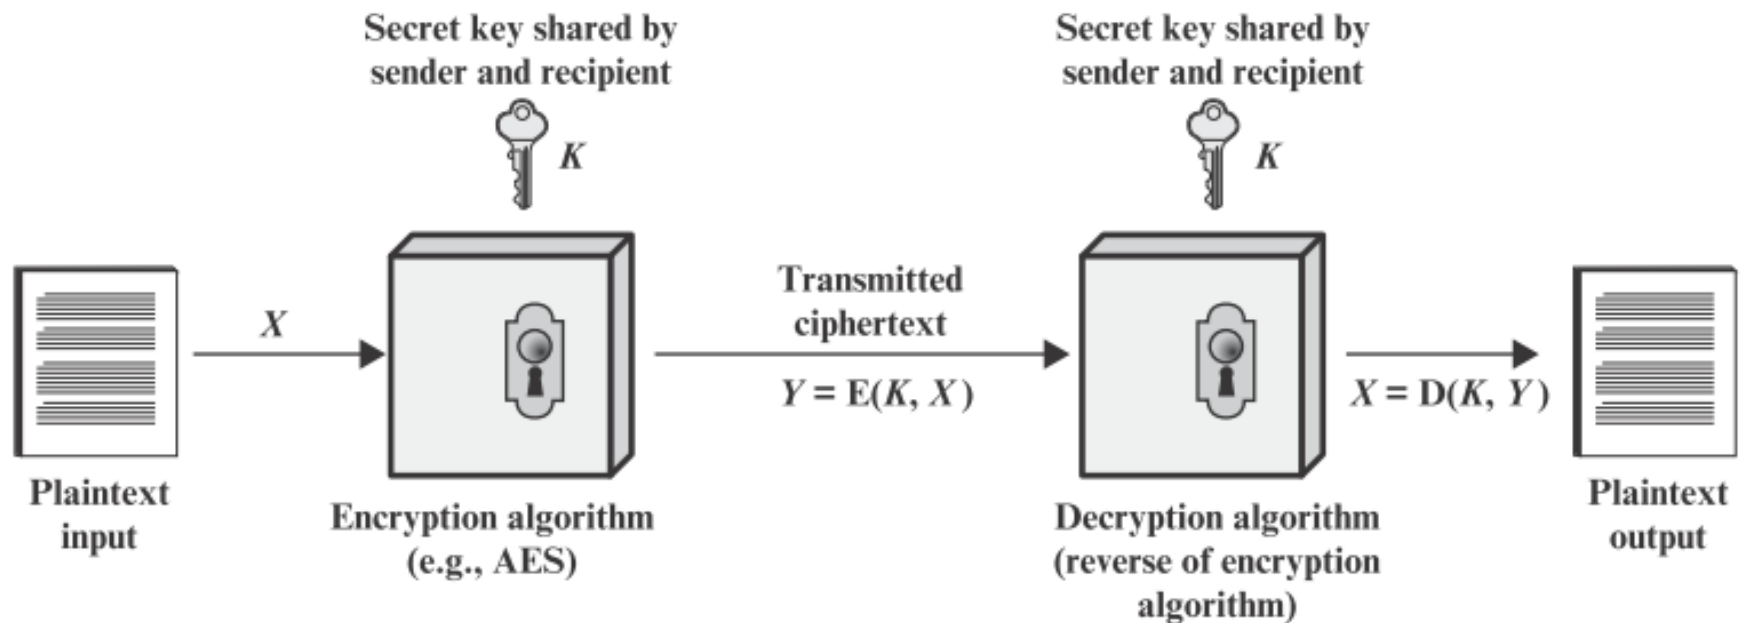 Secret key shared by
sender and recipient
K
Secret key shared by
sender and recipient
K
X
Transmitted
ciphertext
Y = E(K, X)
X = D(K, Y)
Plaintext
input
Encryption algorithm
(e.g., AES)
Decryption algorithm
(reverse of encryption
algorithm)
Plaintext
output